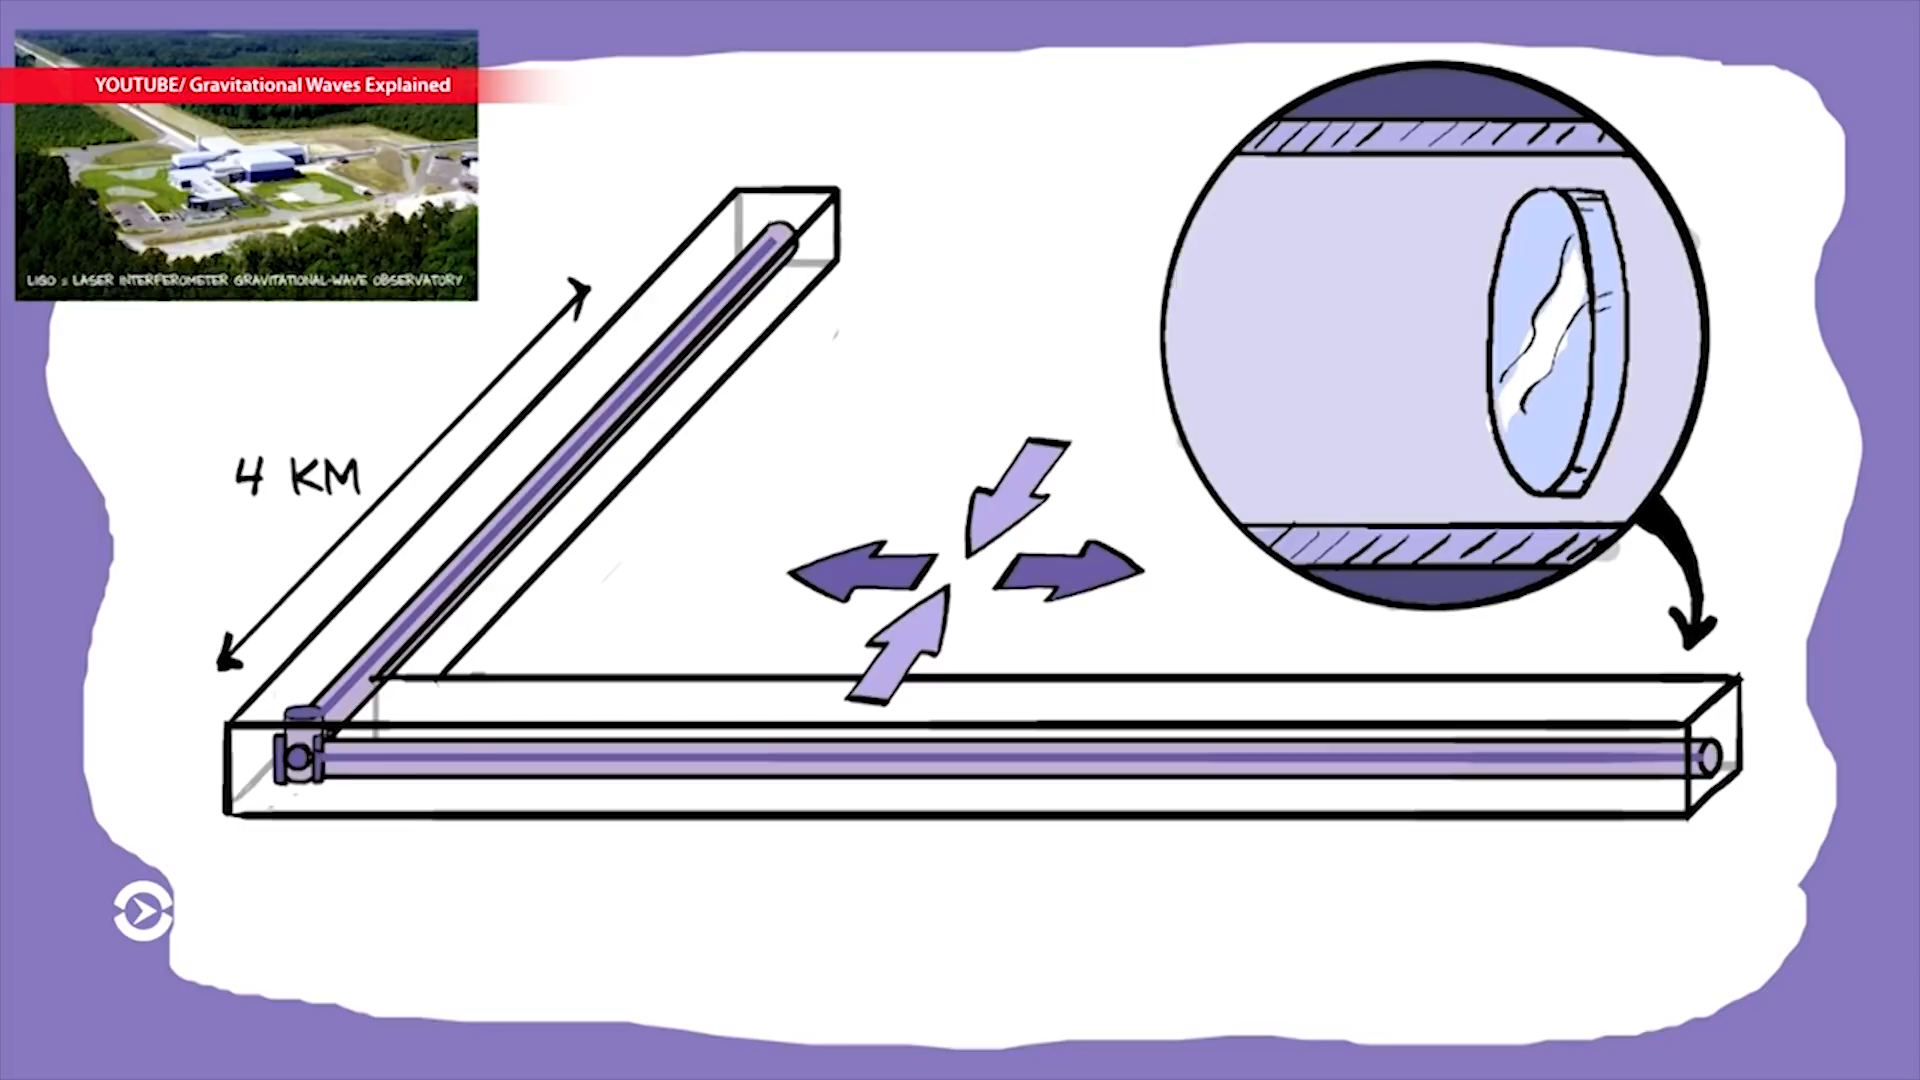 YOUTUBE/ Gravitational Waves Explained
LIGO = LASER INTERFEROMETER GRAVITATIONAL-WAVE OBSERVATORY
4 KM